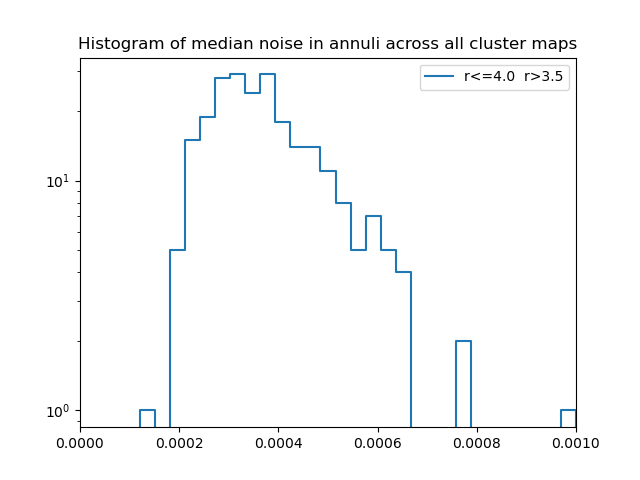 Histogram of median noise in annuli across all cluster maps
r<=4.0  r>3.5
10¹
10⁰
0.0000 0.0002 0.0004 0.0006 0.0008 0.0010